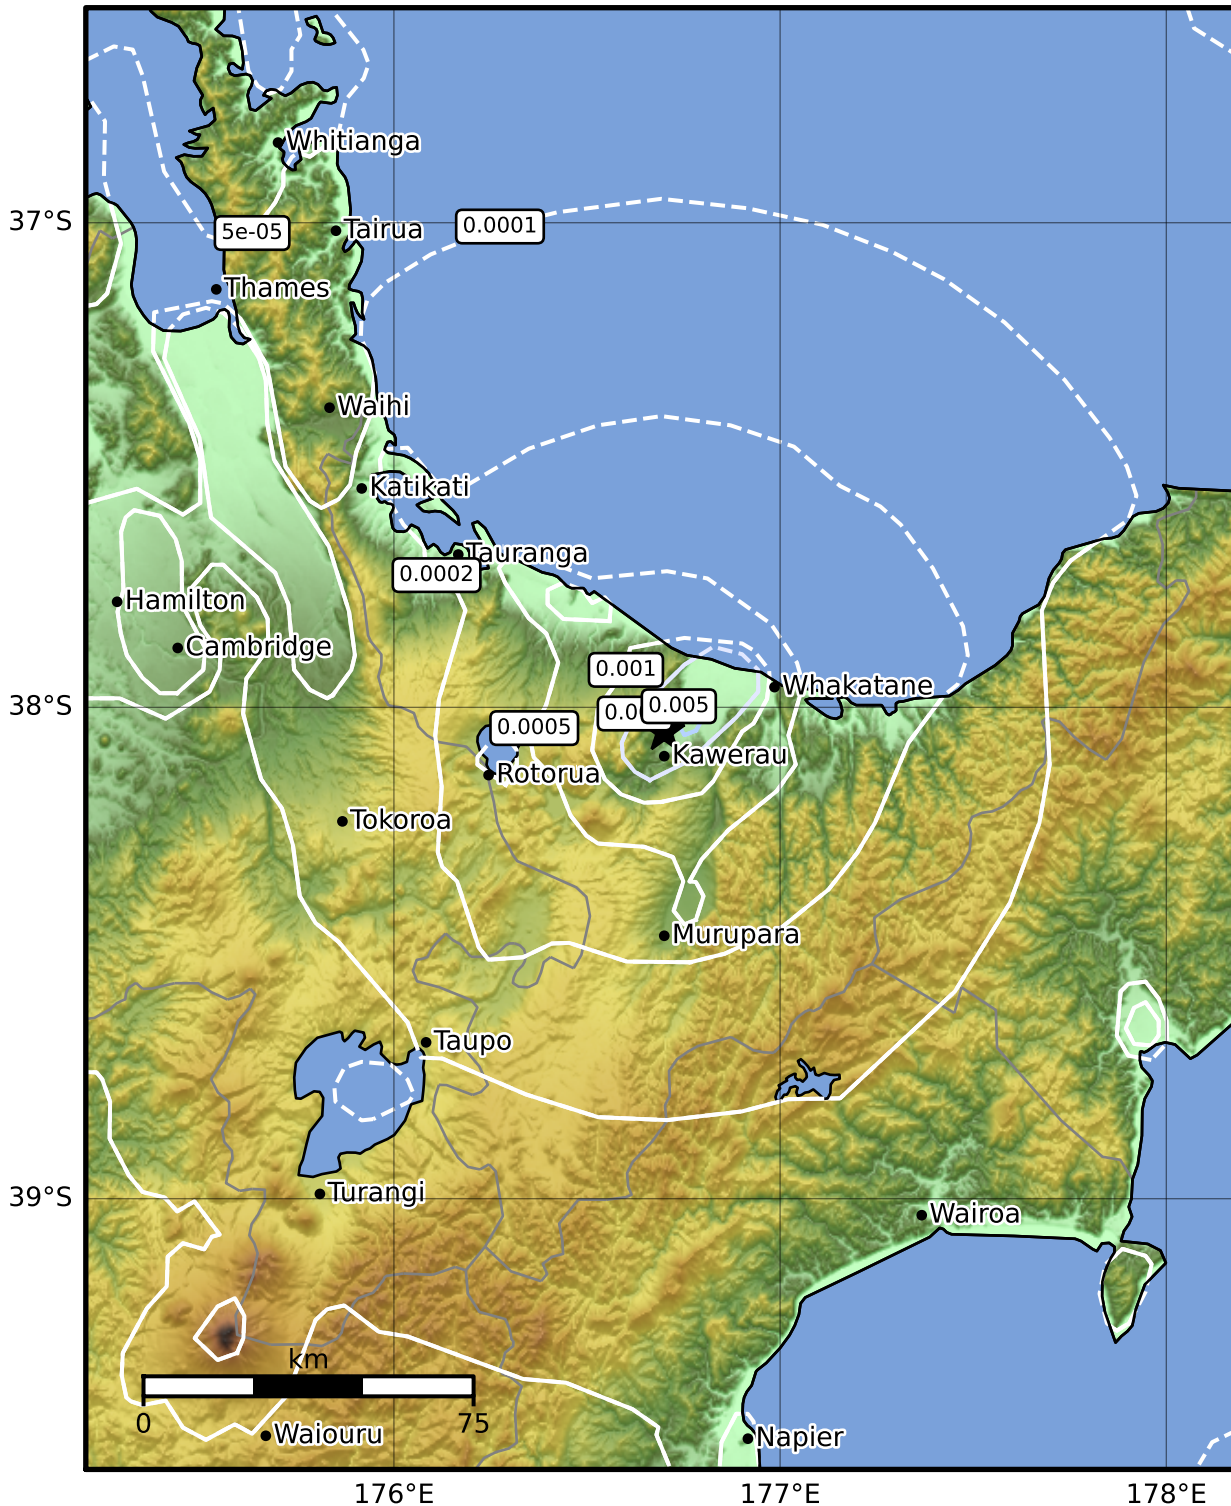 Whitianga
37°S
5e-05
Tairua
0.0001
Thames
Waihi
Katikati
Tauranga
0.0002
Hamilton
Cambridge
0.001
Whakatane
38°S
0.005
0.0005
Kawerau
Rotorua
Tokoroa
Murupara
Taupo
39°S
Turangi
Wairoa
km
0
75
Waiouru
Napier
176°E
177°E
178°E